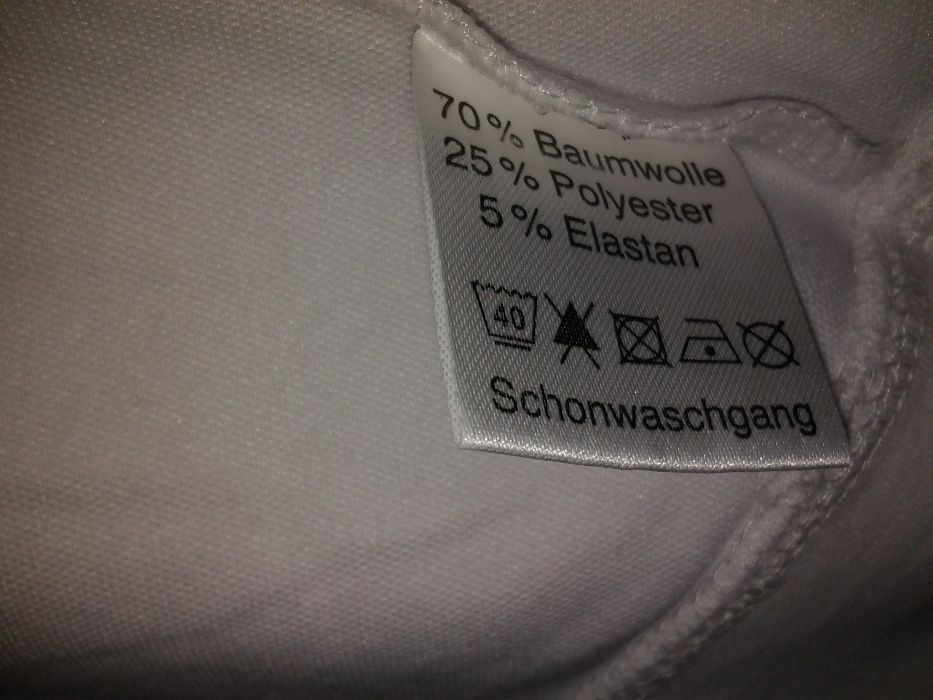 70% Baumwolle
25% Polyester
5% Elastan
40
Schonwaschgang